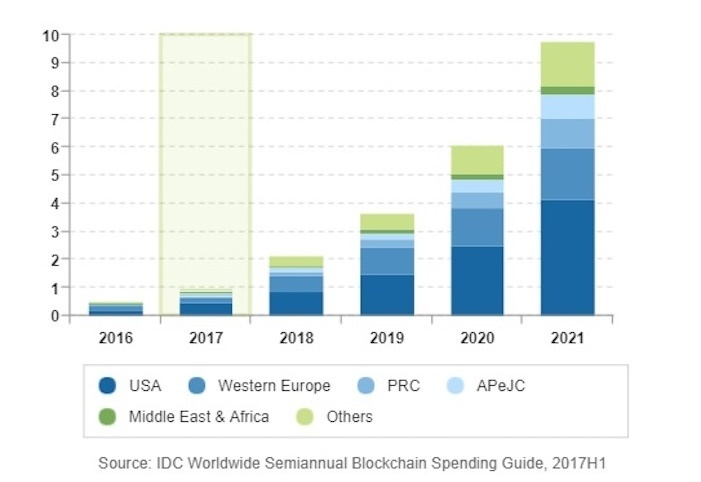 10
9
8
7
6
5
4
3
2
1
0
2016 2017 2018 2019 2020 2021
USA Western Europe PRC APeJC
Middle East & Africa Others
Source: IDC Worldwide Semiannual Blockchain Spending Guide, 2017H1